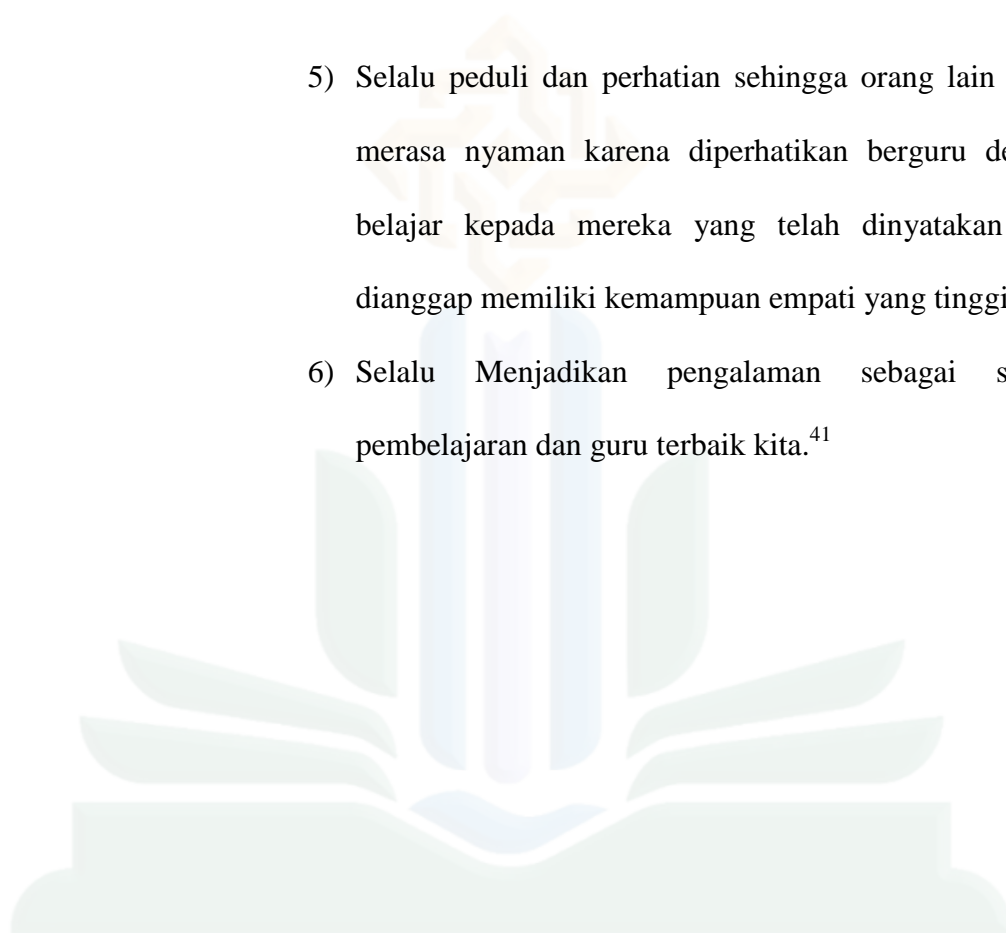 5) Selalu peduli dan perhatian sehingga orang lain
merasa nyaman karena diperhatikan berguru
belajar kepada mereka yang telah dinyatakan
dianggap memiliki kemampuan empati yang tinggi
6) Selalu Menjadikan pengalaman sebagai
pembelajaran dan guru terbaik kita.41